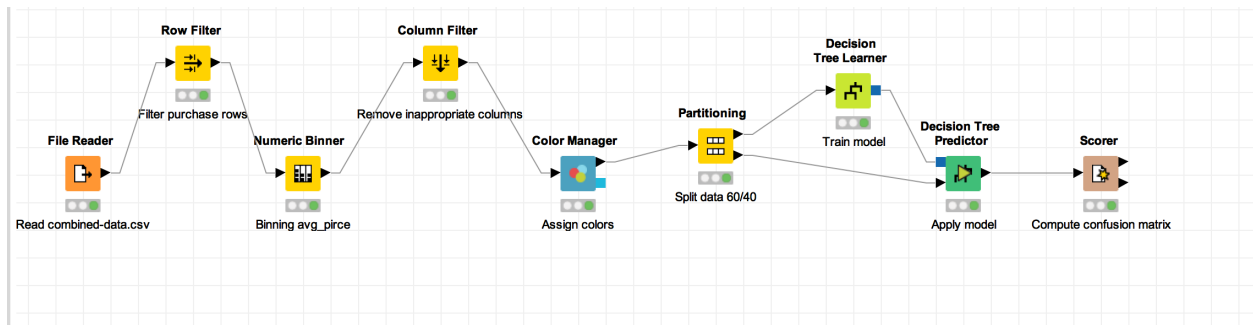 Row Filter
Filter purchase rows
Column Filter
Remove inappropriate columns
Decision
Tree Learner
Train model
File Reader
Read combined-data.csv
Numeric Binner
Binning avg_pirce
Color Manager
Assign colors
Partitioning
Split data 60/40
Decision Tree
Predictor
Apply model
Scorer
Compute confusion matrix